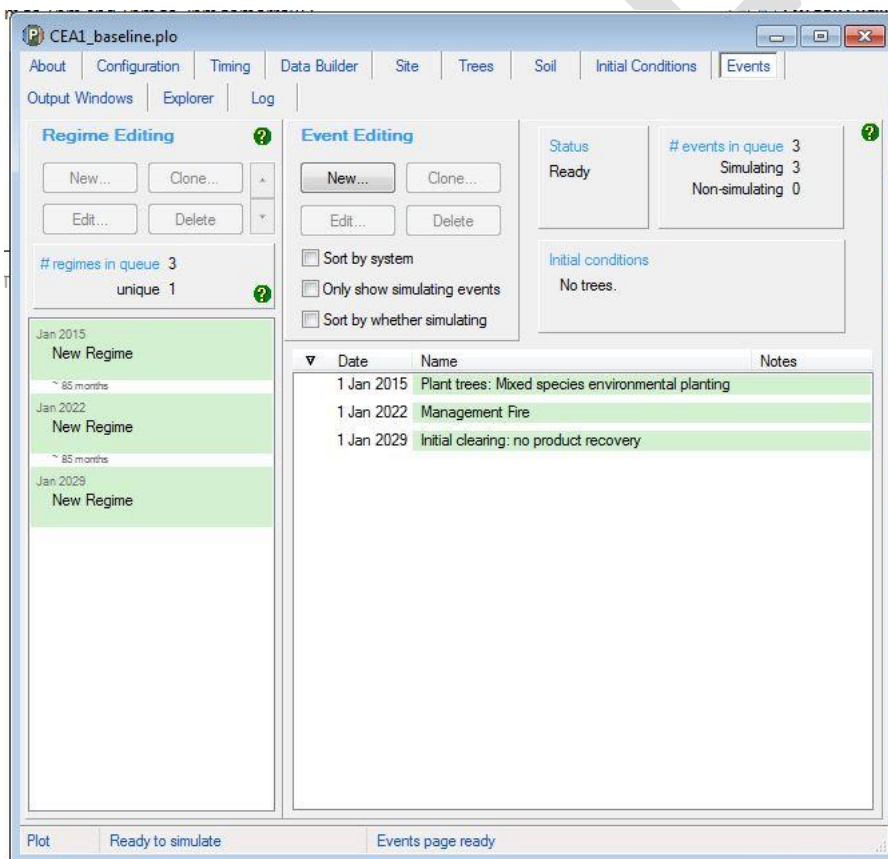 CEA1_baseline.plo
About Configuration Timing Data Builder Site Trees Soil Initial Conditions Events
Output Windows Explorer Log
Regime Editing
New... Clone...
Edit... Delete
# regimes in queue 3
unique 1
Jan 2015
New Regime
~ 85 months
Jan 2022
New Regime
~ 85 months
Jan 2029
New Regime
Event Editing
New... Clone...
Edit... Delete
Sort by system
Only show simulating events
Sort by whether simulating
Status
Ready
# events in queue 3
Simulating 3
Non-simulating 0
Initial conditions
No trees.
Date Name Notes
1 Jan 2015 Plant trees: Mixed species environmental planting
1 Jan 2022 Management Fire
1 Jan 2029 Initial clearing: no product recovery
Plot Ready to simulate Events page ready